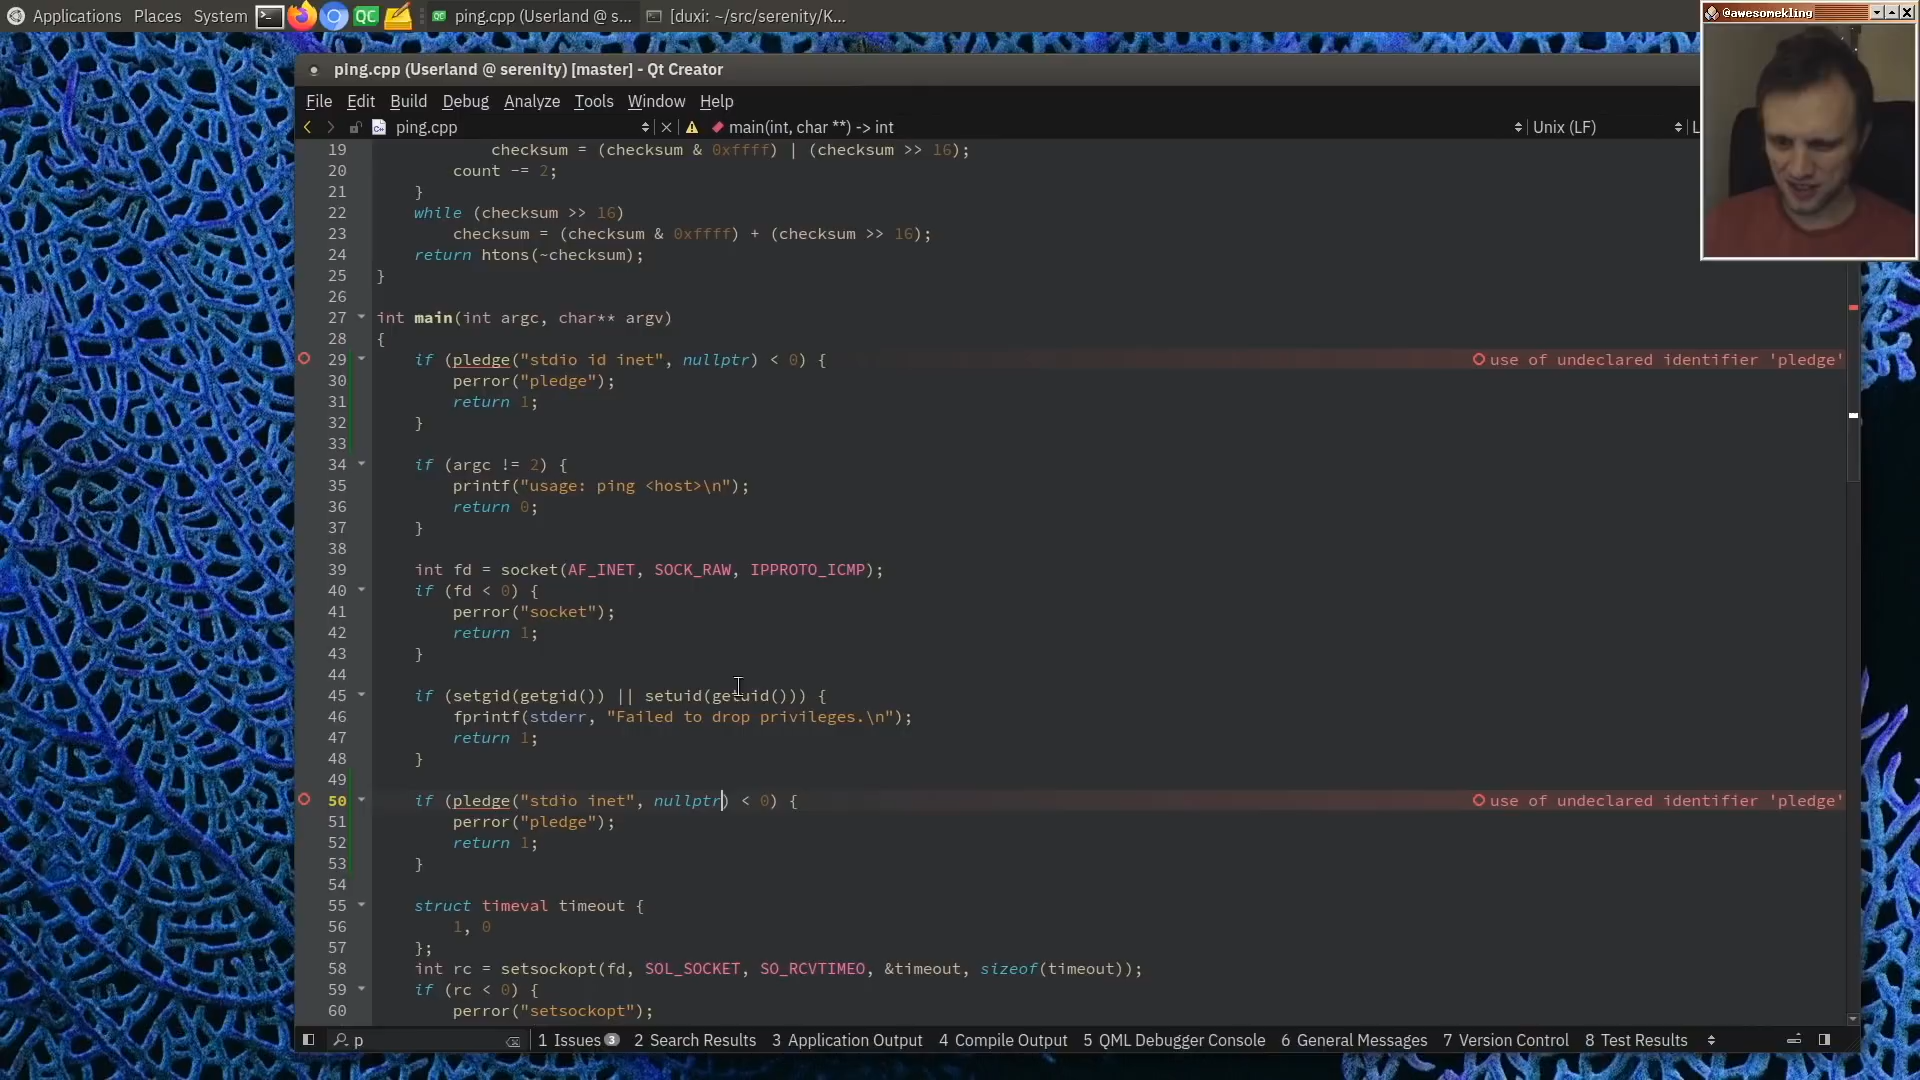 Applications Places System
ping.cpp (Userland @ s...
[duxi: ~/src/serenity/K...
@awesomekling
ping.cpp (Userland @ serenity) [master] - Qt Creator
File Edit Build Debug Analyze Tools Window Help
ping.cpp
main(int, char **) -> int
Unix (LF)
L
19 checksum = (checksum & 0xffff) | (checksum >> 16);
20 count -= 2;
21 }
22 while (checksum >> 16)
23 checksum = (checksum & 0xffff) + (checksum >> 16);
24 return htons(~checksum);
25 }
26
27 int main(int argc, char** argv)
28 {
29 if (pledge("stdio id inet", nullptr) < 0) { use of undeclared identifier 'pledge'
30 perror("pledge");
31 return 1;
32 }
33
34 if (argc != 2) {
35 printf("usage: ping <host>\n");
36 return 0;
37 }
38
39 int fd = socket(AF_INET, SOCK_RAW, IPPROTO_ICMP);
40 if (fd < 0) {
41 perror("socket");
42 return 1;
43 }
44
45 if (setgid(getgid()) || setuid(getuid())) {
46 fprintf(stderr, "Failed to drop privileges.\n");
47 return 1;
48 }
49
50 if (pledge("stdio inet", nullptr) < 0) { use of undeclared identifier 'pledge'
51 perror("pledge");
52 return 1;
53 }
54
55 struct timeval timeout {
56 1, 0
57 };
58 int rc = setsockopt(fd, SOL_SOCKET, SO_RCVTIMEO, &timeout, sizeof(timeout));
59 if (rc < 0) {
60 perror("setsockopt");
p
1 Issues 3 2 Search Results 3 Application Output 4 Compile Output 5 QML Debugger Console 6 General Messages 7 Version Control 8 Test Results